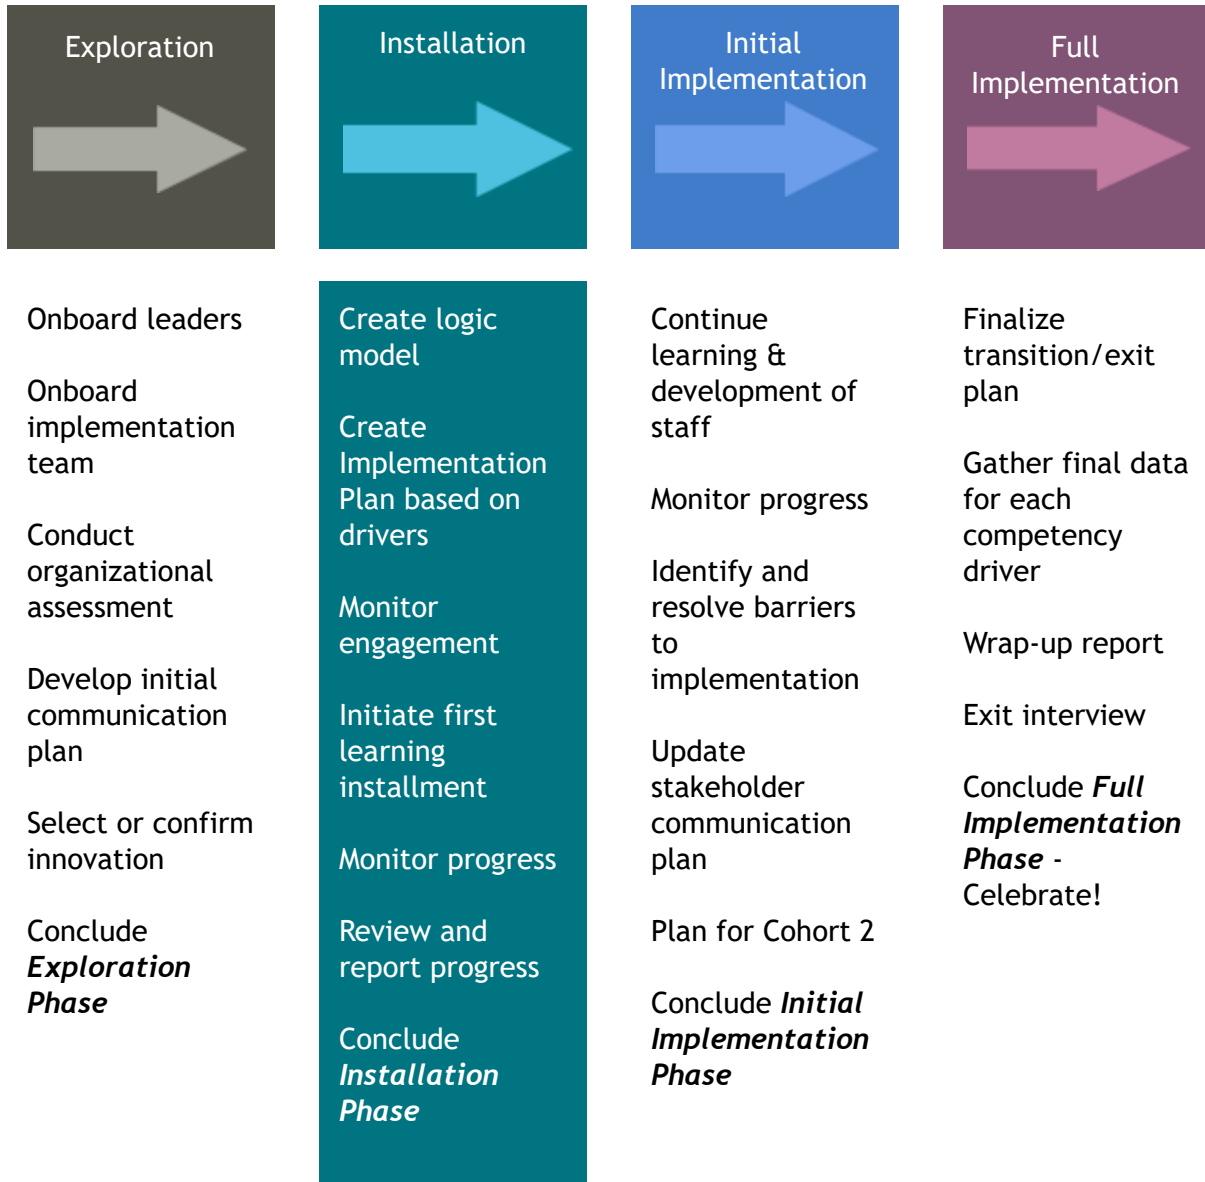 Exploration
Installation
Initial
Implementation
Full
Implementation
Onboard leaders
Onboard
implementation
team
Conduct
organizational
assessment
Develop initial
communication
plan
Select or confirm
innovation
Conclude
Exploration
Phase
Create logic
model
Create
Implementation
Plan based on
drivers
Monitor
engagement
Initiate first
learning
installment
Monitor progress
Review and
report progress
Conclude
Installation
Phase
Continue
learning &
development of
staff
Monitor progress
Identify and
resolve barriers
to
implementation
Update
stakeholder
communication
plan
Plan for Cohort 2
Conclude Initial
Implementation
Phase
Finalize
transition/exit
plan
Gather final data
for each
competency
driver
Wrap-up report
Exit interview
Conclude Full
Implementation
Phase -
Celebrate!